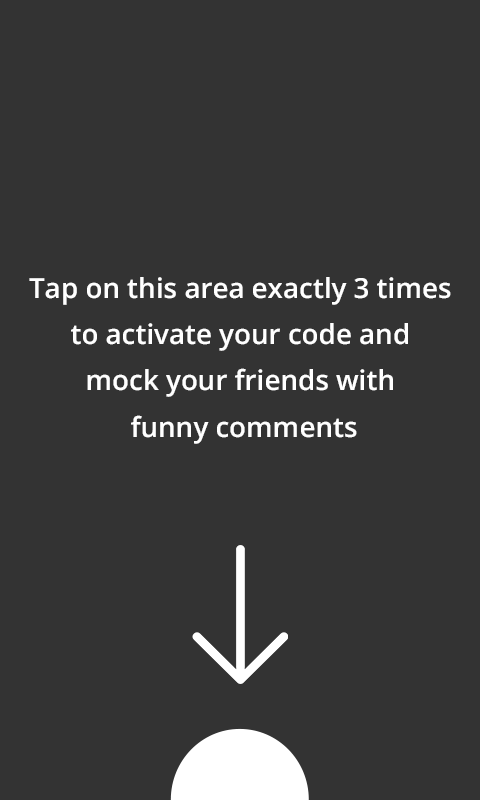 Tap on this area exactly 3 times
to activate your code and
mock your friends with
funny comments